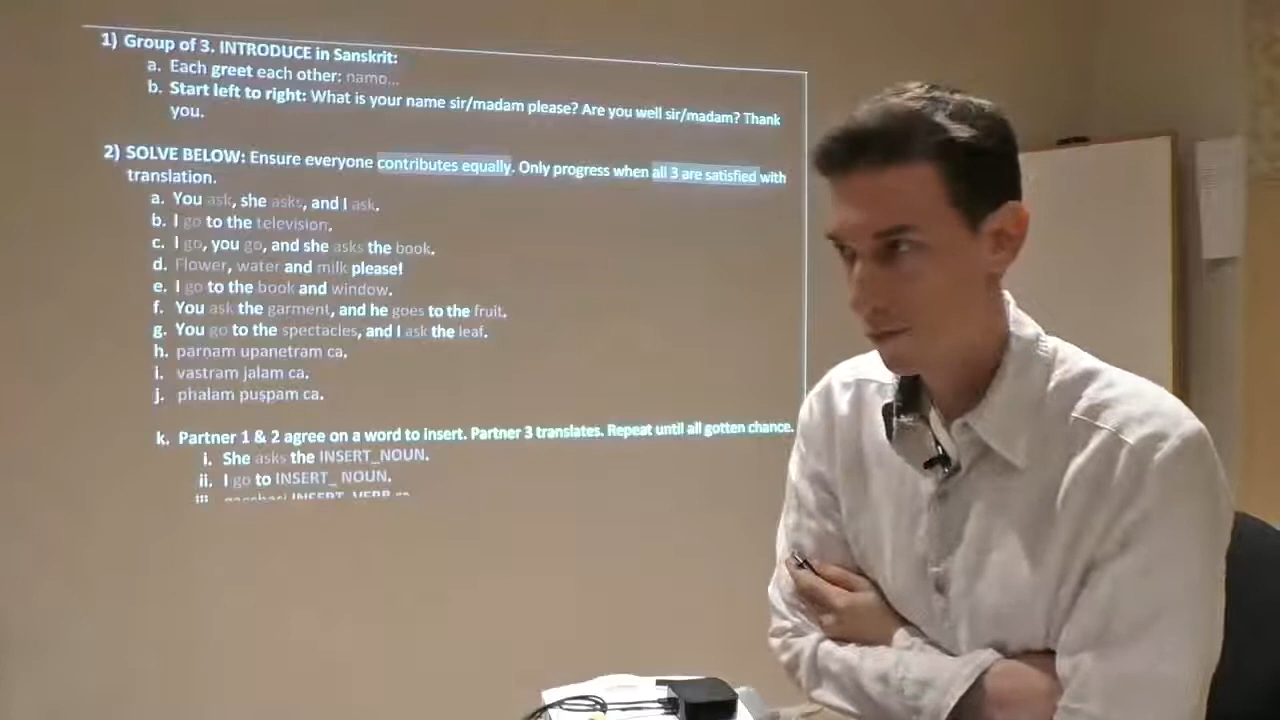 1) Group of 3. INTRODUCE in Sanskrit:
a. Each greet each other: namo...
b. Start left to right: What is your name sir/madam please? Are you well sir/madam? Thank
you.
2) SOLVE BELOW: Ensure everyone contributes equally. Only progress when all 3 are satisfied with
translation.
a. You ask, she asks, and I ask.
b. I go to the television.
c. I go, you go, and she asks the book.
d. Flower, water and milk please!
e. I go to the book and window.
f. You ask the garment, and he goes to the fruit.
g. You go to the spectacles, and I ask the leaf.
h. parnam upanetram ca.
i. vastram jalam ca.
j. phalam puṣpam ca.
k. Partner 1 & 2 agree on a word to insert. Partner 3 translates. Repeat until all gotten chance.
i. She asks the INSERT_NOUN.
ii. I go to INSERT_ NOUN.
iii INSERT_VERB